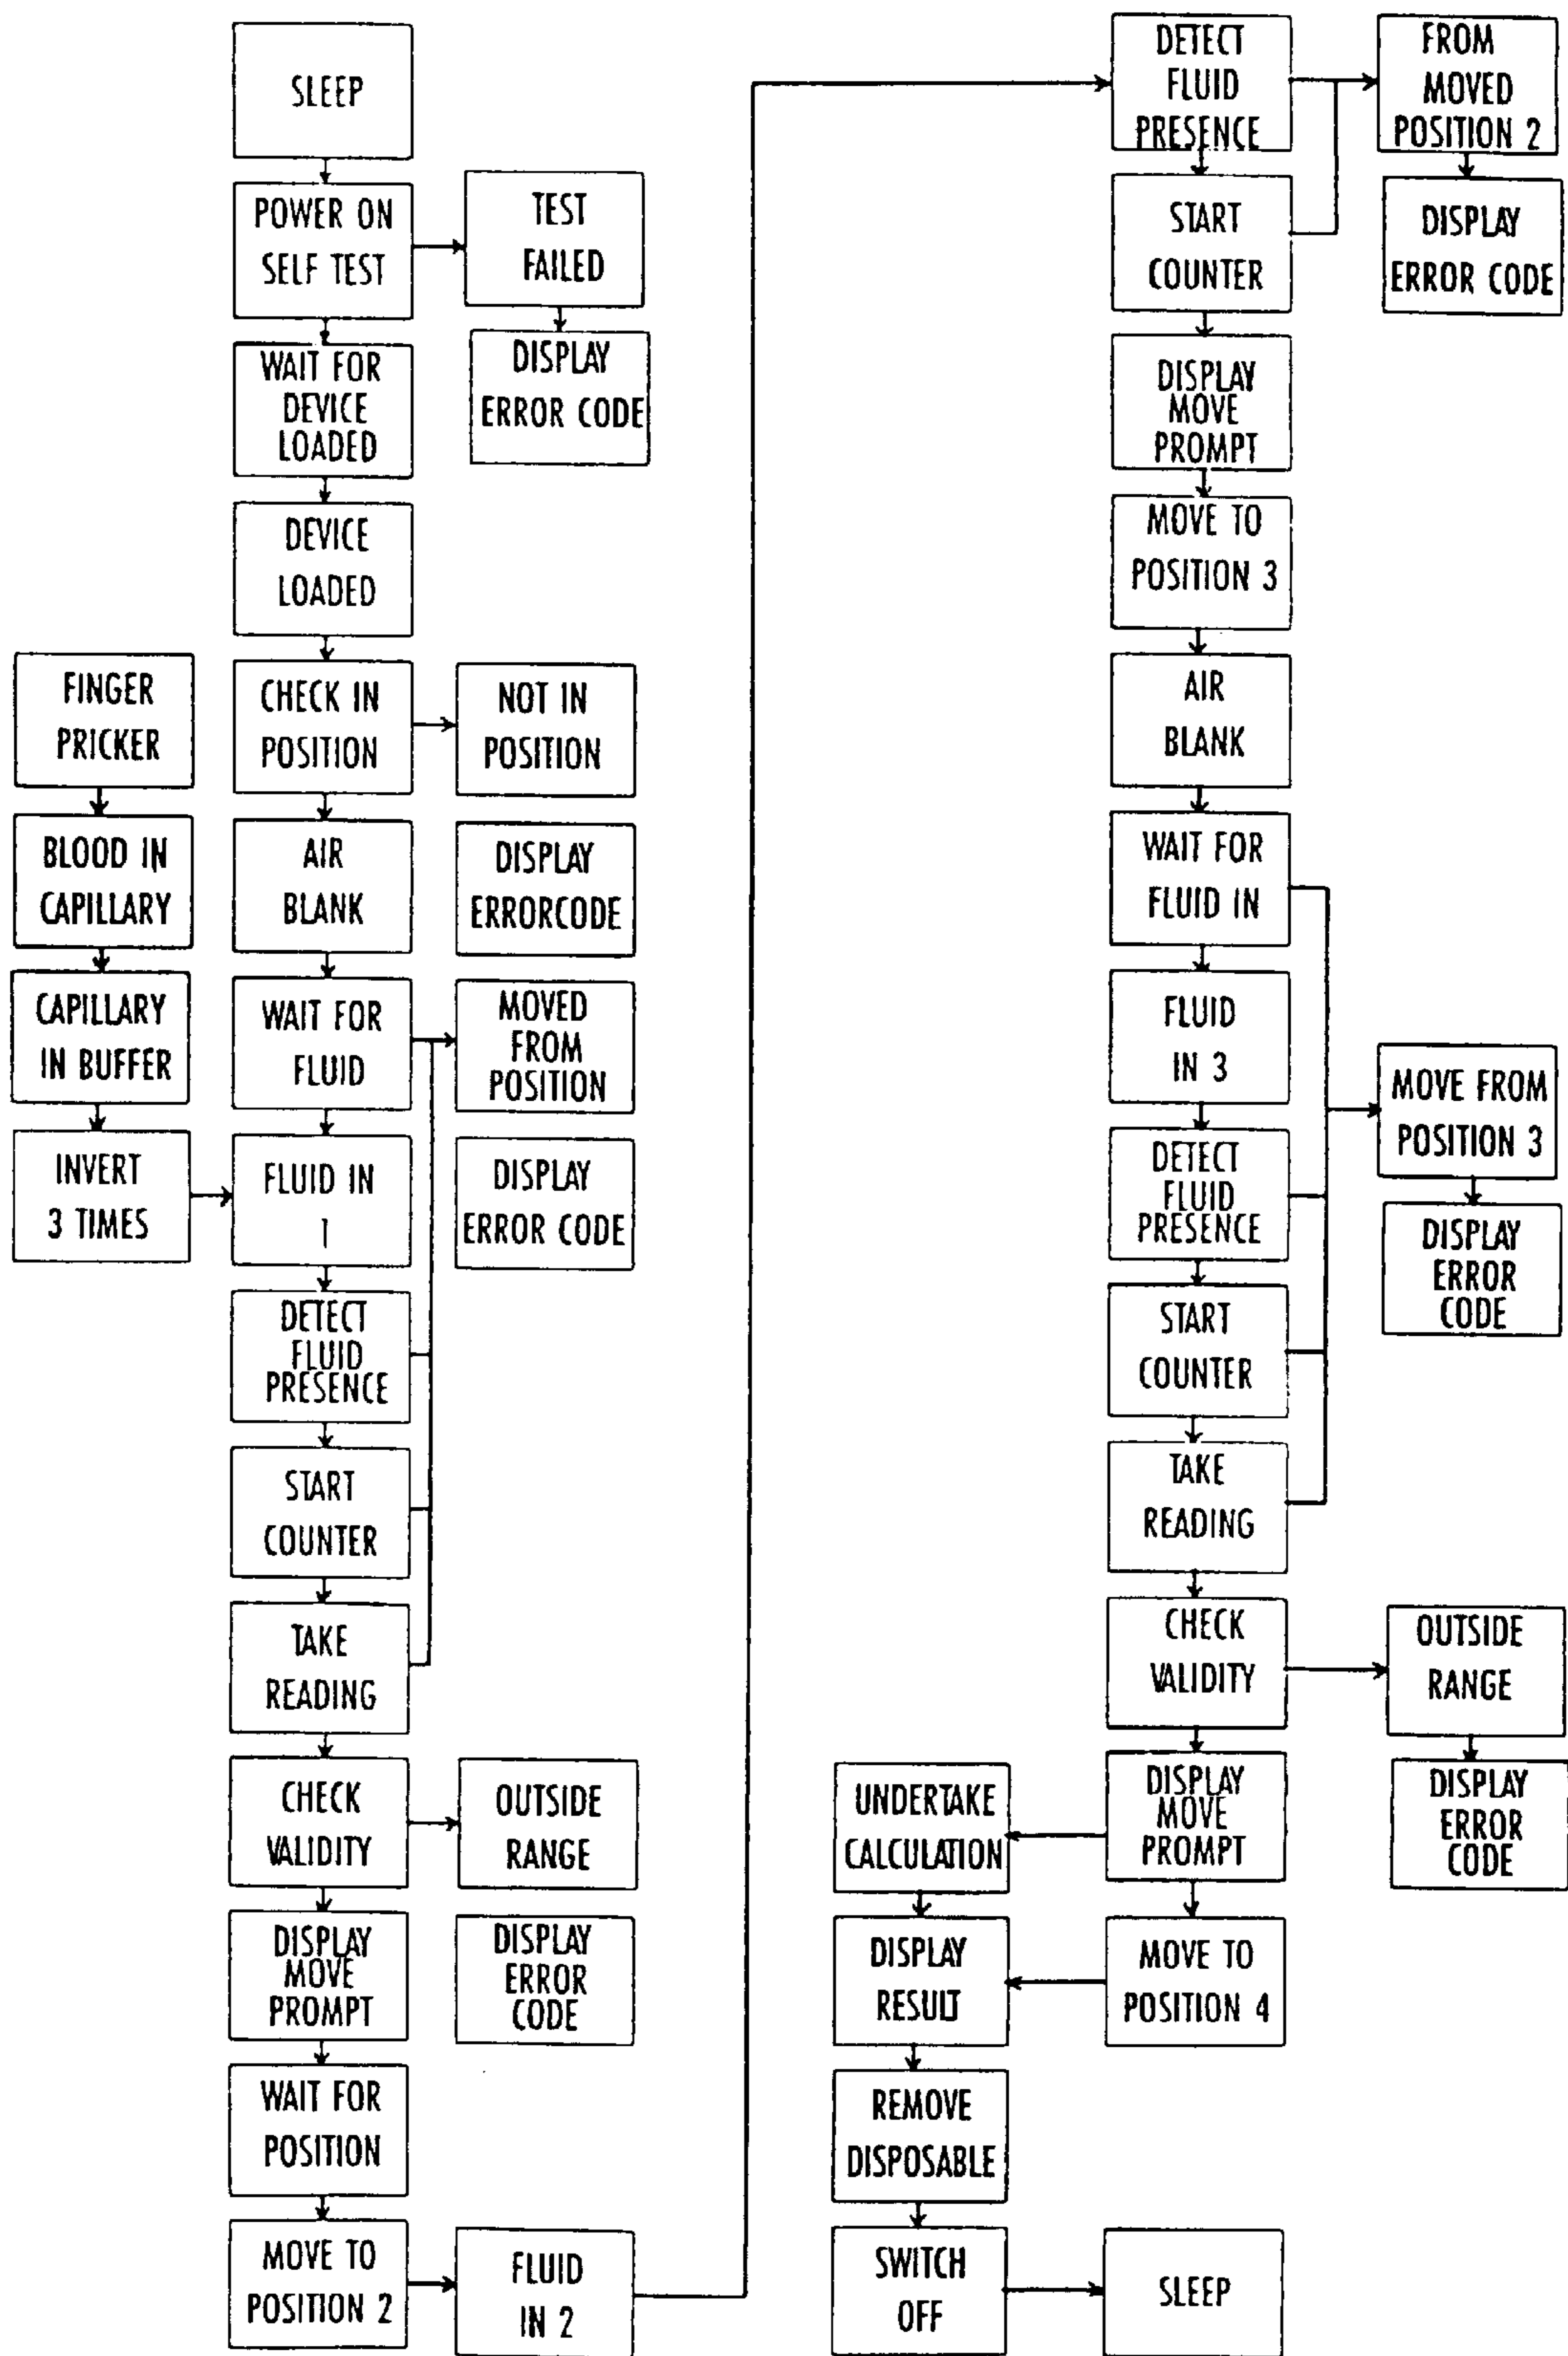 SLEEP
POWER ON
SELF TEST
TEST
FAILED
DISPLAY
ERROR CODE
WAIT FOR
DEVICE
LOADED
DEVICE
LOADED
CHECK IN
POSITION
NOT IN
POSITION
DISPLAY
ERRORCODE
FINGER
PRICKER
BLOOD IN
CAPILLARY
CAPILLARY
IN BUFFER
INVERT
3 TIMES
AIR
BLANK
WAIT FOR
FLUID
MOVED
FROM
POSITION
DISPLAY
ERROR CODE
FLUID IN
1
DETECT
FLUID
PRESENCE
START
COUNTER
TAKE
READING
CHECK
VALIDITY
OUTSIDE
RANGE
DISPLAY
ERROR
CODE
DISPLAY
MOVE
PROMPT
WAIT FOR
POSITION
MOVE TO
POSITION 2
FLUID
IN 2
DETECT
FLUID
PRESENCE
FROM
MOVED
POSITION 2
DISPLAY
ERROR CODE
START
COUNTER
DISPLAY
MOVE
PROMPT
MOVE TO
POSITION 3
AIR
BLANK
WAIT FOR
FLUID IN
FLUID
IN 3
MOVE FROM
POSITION 3
DISPLAY
ERROR
CODE
DETECT
FLUID
PRESENCE
START
COUNTER
TAKE
READING
CHECK
VALIDITY
OUTSIDE
RANGE
DISPLAY
ERROR
CODE
DISPLAY
MOVE
PROMPT
UNDERTAKE
CALCULATION
MOVE TO
POSITION 4
DISPLAY
RESULT
REMOVE
DISPOSABLE
SWITCH
OFF
SLEEP